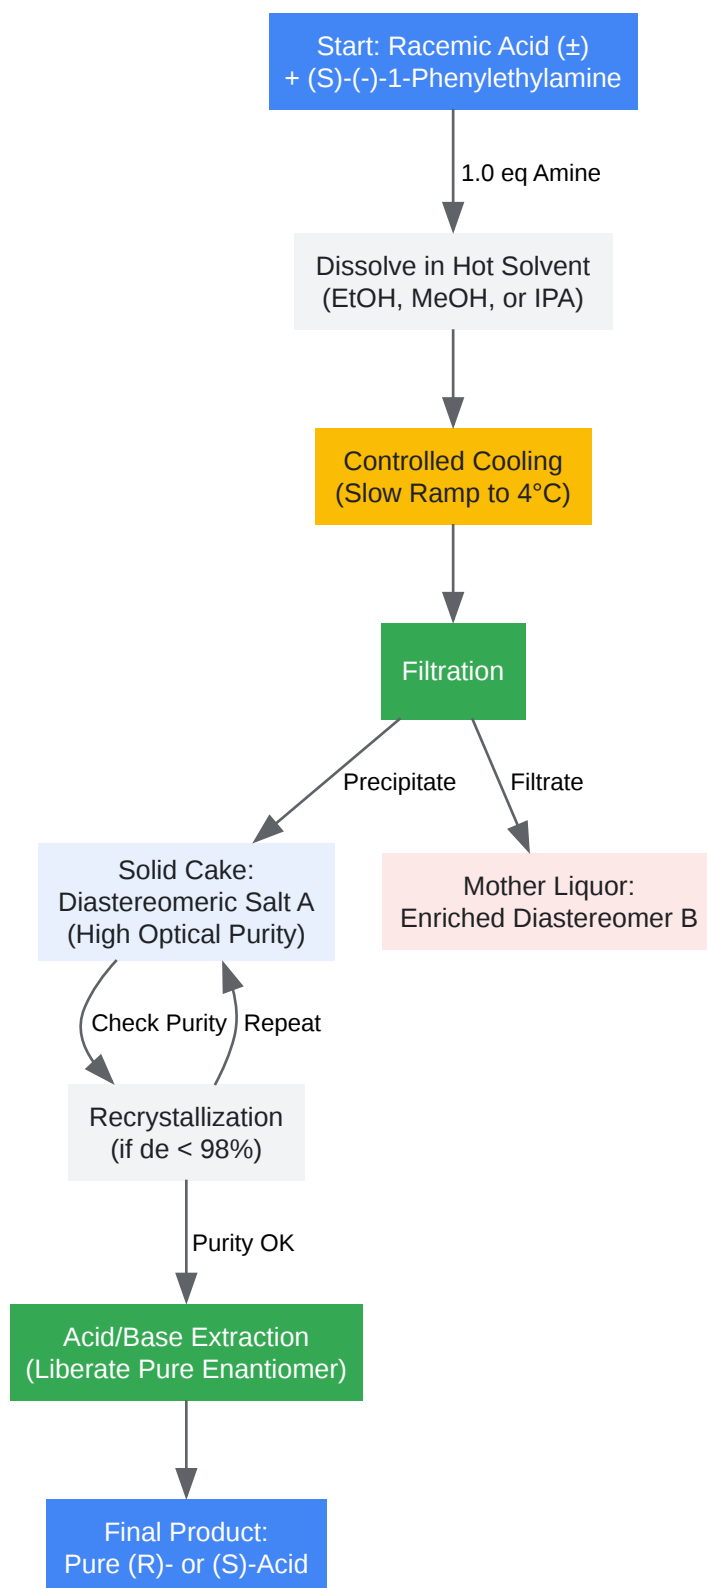 Start: Racemic Acid (±)
+ (S)-(-)-1-Phenylethylamine
1.0 eq Amine
Dissolve in Hot Solvent
(EtOH, MeOH, or IPA)
Controlled Cooling
(Slow Ramp to 4°C)
Filtration
Precipitate
Filtrate
Solid Cake:
Diastereomeric Salt A
(High Optical Purity)
Mother Liquor:
Enriched Diastereomer B
Check Purity
Repeat
Recrystallization
(if de < 98%)
Purity OK
Acid/Base Extraction
(Liberate Pure Enantiomer)
Final Product:
Pure (R)- or (S)-Acid